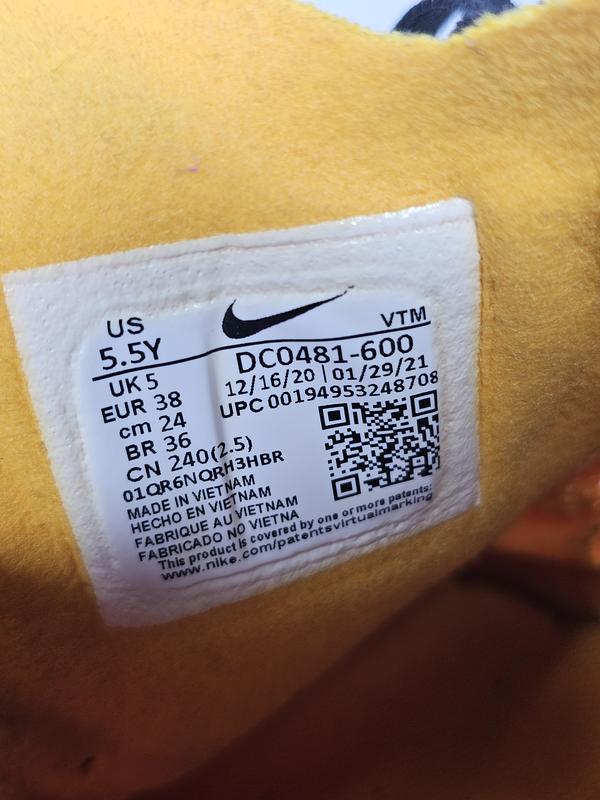 US
VTM
5.5Y
DC0481-600
UK 5
12/16/20 | 01/29/21
EUR 38
UPC 00194953248708
cm 24
BR 36
CN 240(2.5)
01QR6NQRH3HBR
MADE IN VIETNAM
HECHO EN VIETNAM
FABRIQUE AU VIETNAM
FABRICADO NO VIETNA
This product is covered by one or more patents:
www.nike.com/patentsvirtualmarking